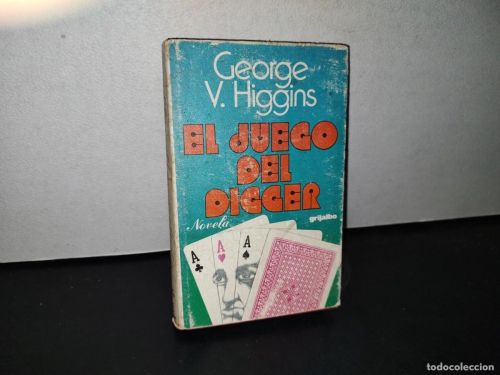 George
V. Higgins
EL JUEGO
DEL
DIGGER
Novela
grijalbo
A
A
A
todocoleccion